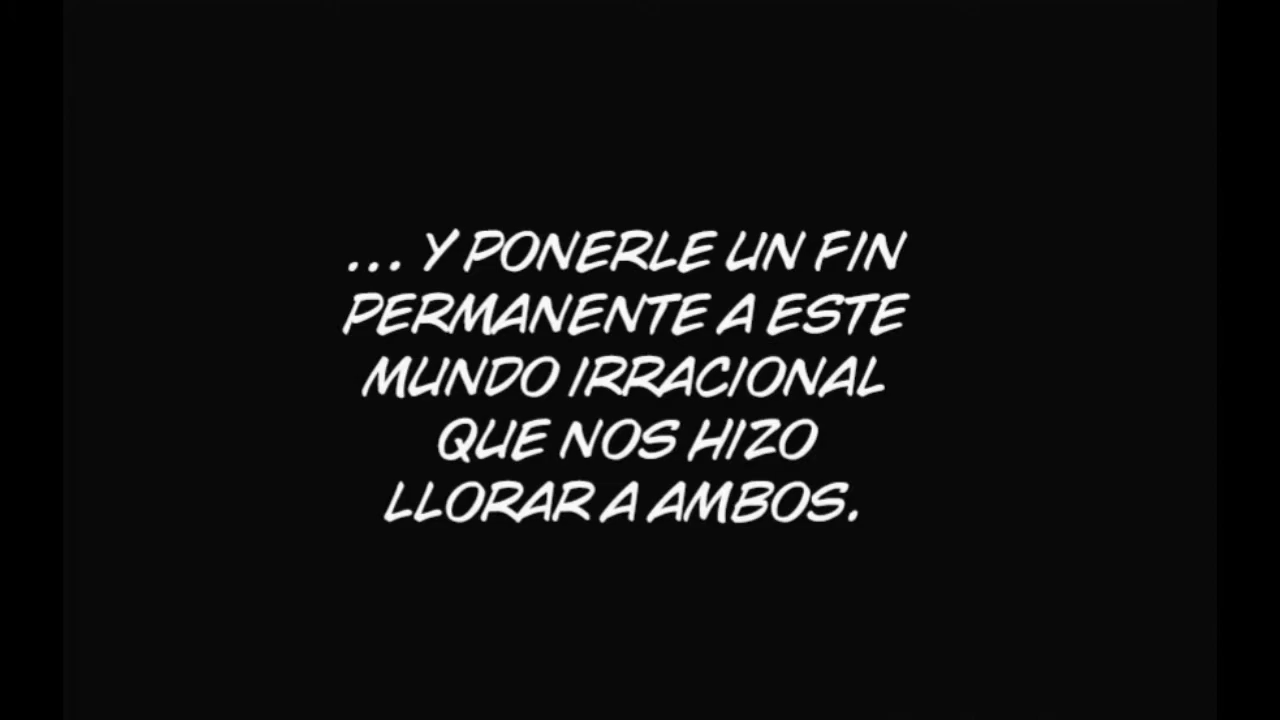 ... Y PONERLE UN FIN
PERMANENTE A ESTE
MUNDO IRRACIONAL
QUE NOS HIZO
LLORAR A AMBOS.